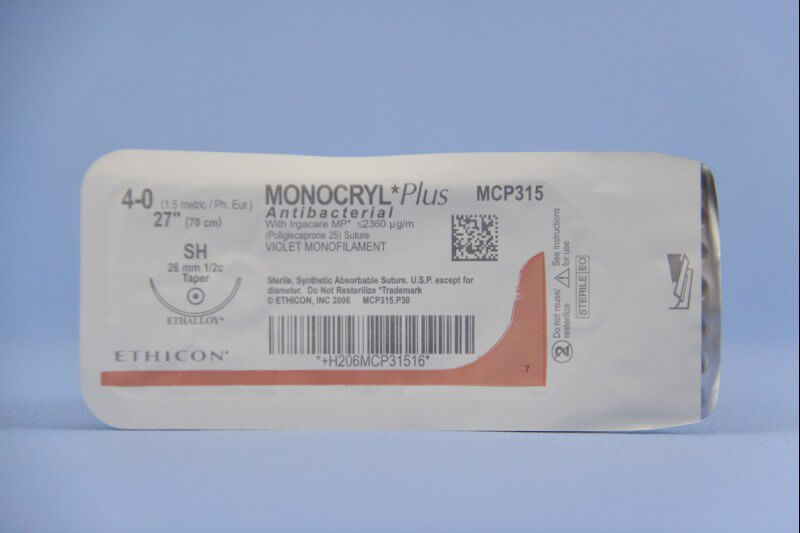 4-0 (1.5 metric / Ph. Eur.)
27" (70 cm)
SH
26 mm 1/2c
Taper
ETHALLOY*
ETHICON*
MONOCRYL* Plus
MCP315
Antibacterial
With Irgacare MP* ≤2360 µg/m
(Poliglecaprone 25) Suture
VIOLET MONOFILAMENT
Sterile, Synthetic Absorbable Suture. U.S.P. except for
diameter. Do Not Resterilize *Trademark
© ETHICON, INC 2006 MCP315.P30
*+H206MCP31516*
7
2 Do not reuse/
resterilize
See instructions
for use
STERILE EO